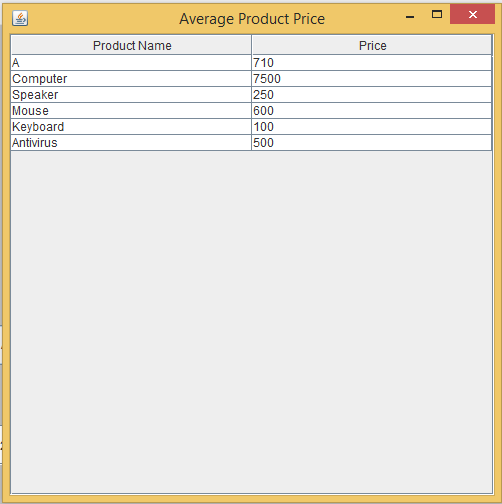 Average Product Price
Product Name Price
A 710
Computer 7500
Speaker 250
Mouse 600
Keyboard 100
Antivirus 500